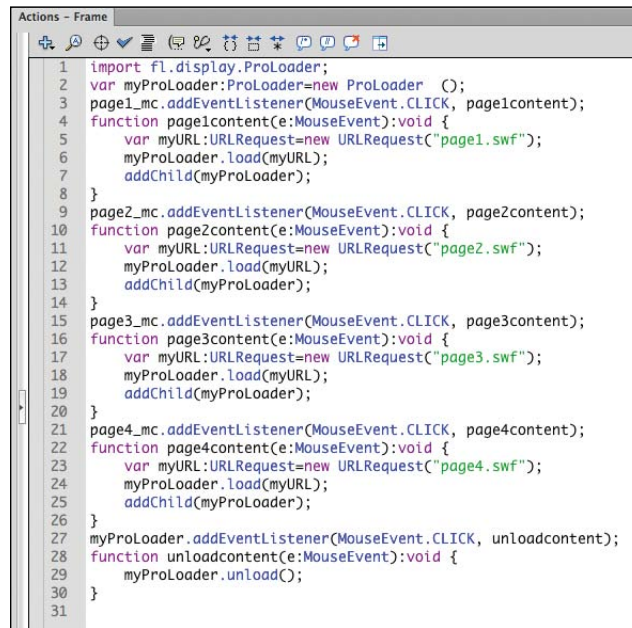 Actions - Frame
1 import fl.display.ProLoader;
2 var myProLoader:ProLoader=new ProLoader ();
3 page1_mc.addEventListener(MouseEvent.CLICK, page1content);
4 function page1content(e:MouseEvent):void {
5 var myURL:URLRequest=new URLRequest("page1.swf");
6 myProLoader.load(myURL);
7 addChild(myProLoader);
8 }
9 page2_mc.addEventListener(MouseEvent.CLICK, page2content);
10 function page2content(e:MouseEvent):void {
11 var myURL:URLRequest=new URLRequest("page2.swf");
12 myProLoader.load(myURL);
13 addChild(myProLoader);
14 }
15 page3_mc.addEventListener(MouseEvent.CLICK, page3content);
16 function page3content(e:MouseEvent):void {
17 var myURL:URLRequest=new URLRequest("page3.swf");
18 myProLoader.load(myURL);
19 addChild(myProLoader);
20 }
21 page4_mc.addEventListener(MouseEvent.CLICK, page4content);
22 function page4content(e:MouseEvent):void {
23 var myURL:URLRequest=new URLRequest("page4.swf");
24 myProLoader.load(myURL);
25 addChild(myProLoader);
26 }
27 myProLoader.addEventListener(MouseEvent.CLICK, unloadcontent);
28 function unloadcontent(e:MouseEvent):void {
29 myProLoader.unload();
30 }
31